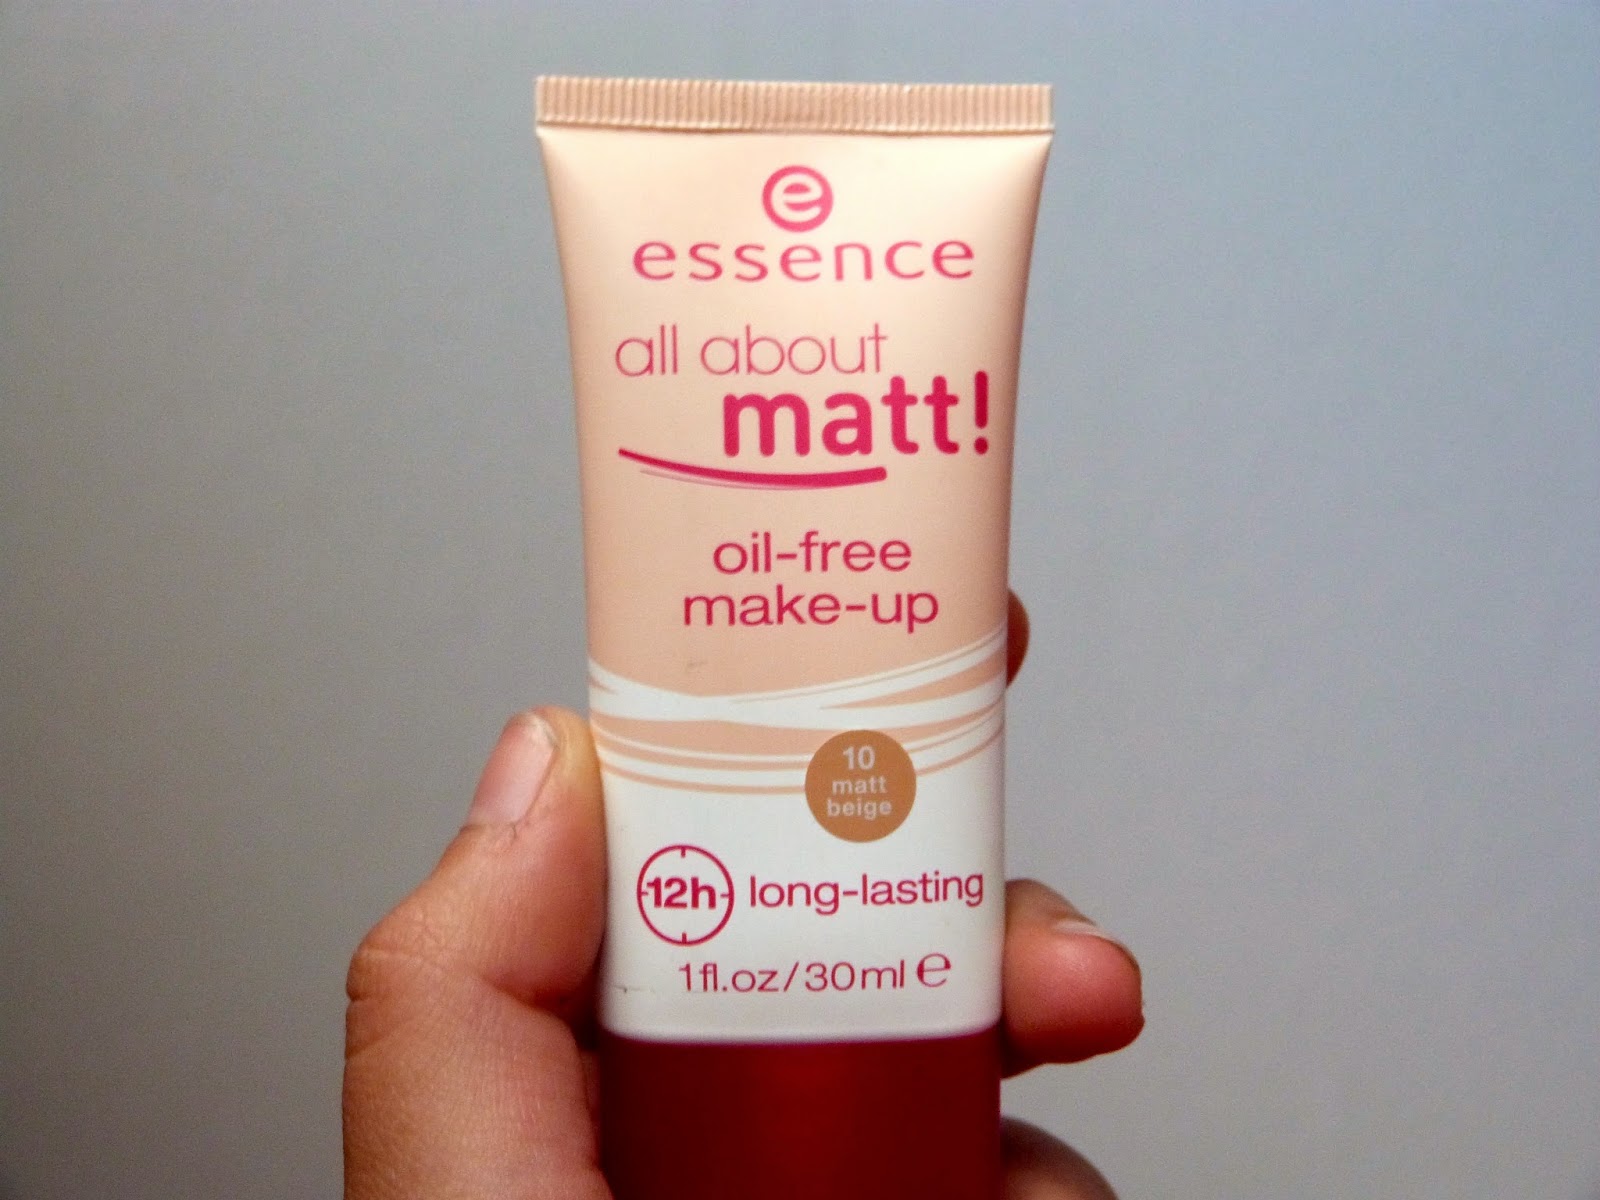 e
essence
all about
matt!
oil-free
make-up
10
matt
beige
12h long-lasting
1fl.oz/30ml ℮